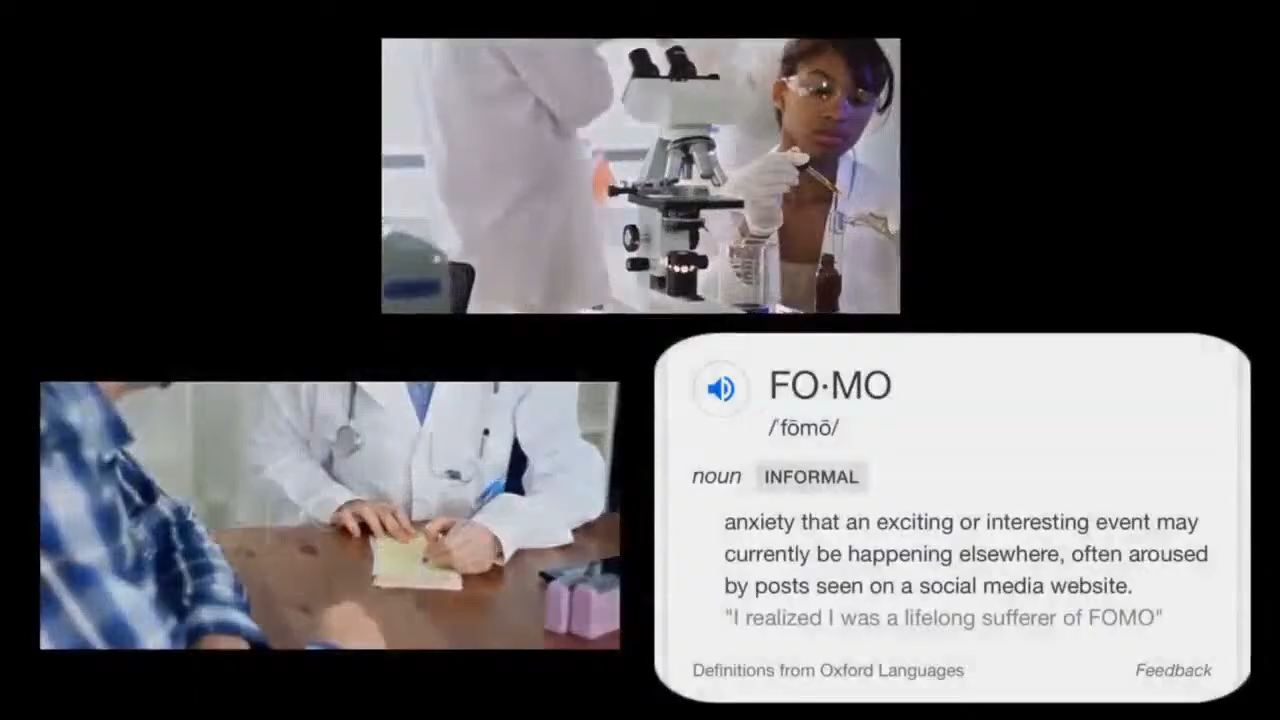 FO·MO
/ˈfōmō/
noun INFORMAL
anxiety that an exciting or interesting event may
currently be happening elsewhere, often aroused
by posts seen on a social media website.
"I realized I was a lifelong sufferer of FOMO"
Definitions from Oxford Languages Feedback